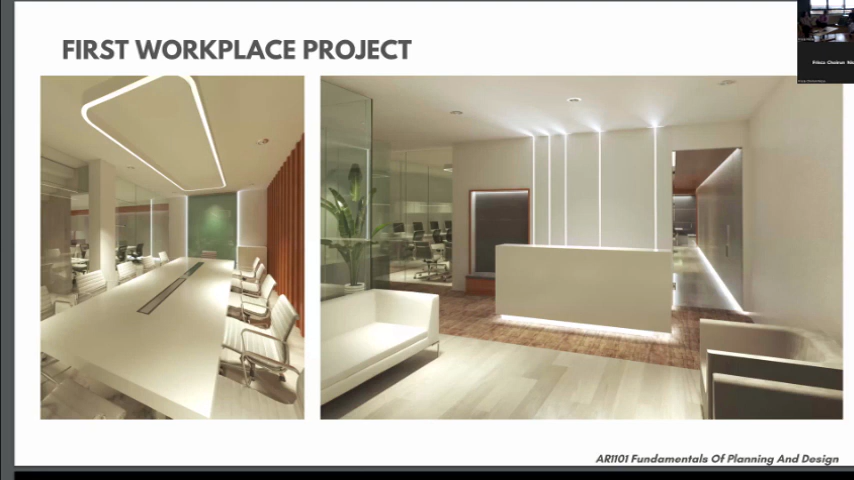 FIRST WORKPLACE PROJECT
AR1101 Fundamentals Of Planning And Design